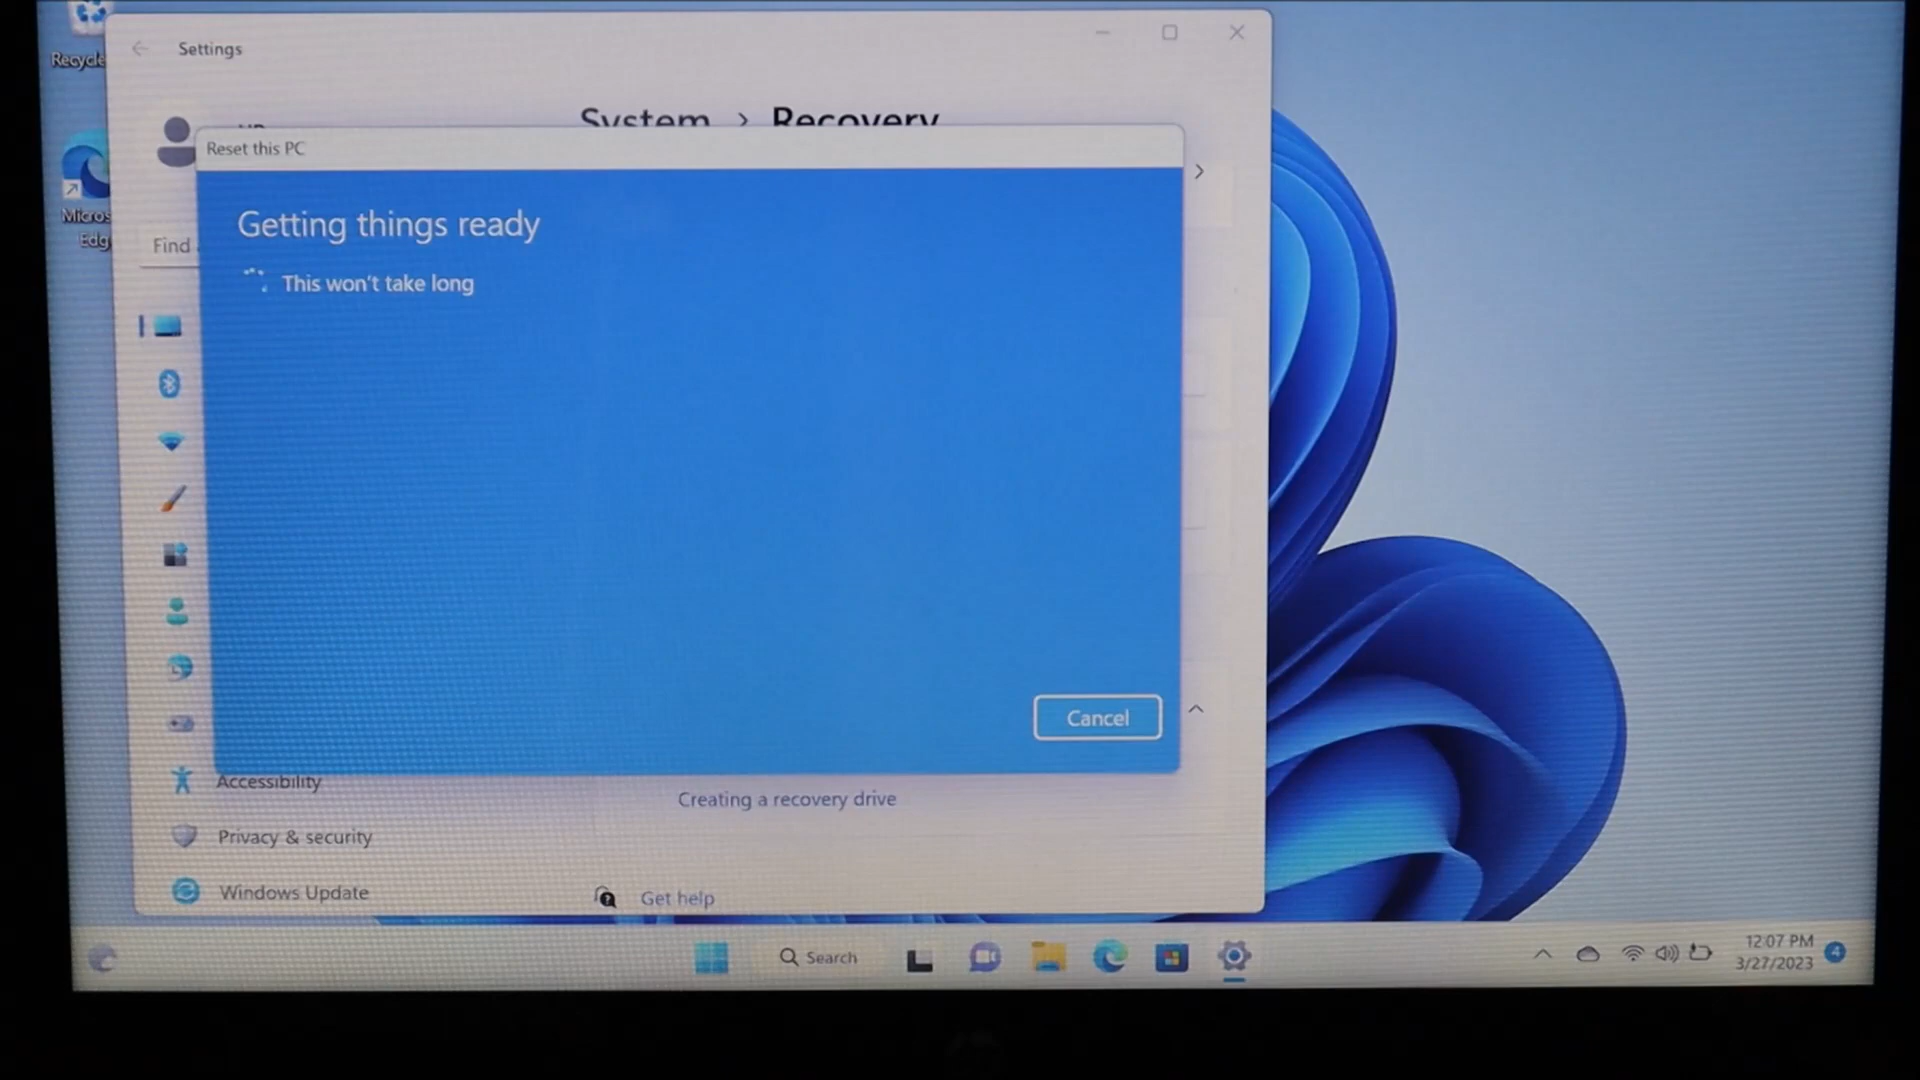 Recycle
Settings
System > Recovery
Reset this PC
Getting things ready
This won't take long
Micros
Edg
Find
Cancel
Accessibility
Creating a recovery drive
Privacy & security
Windows Update
Get help
Search
12:07 PM
3/27/2023
4